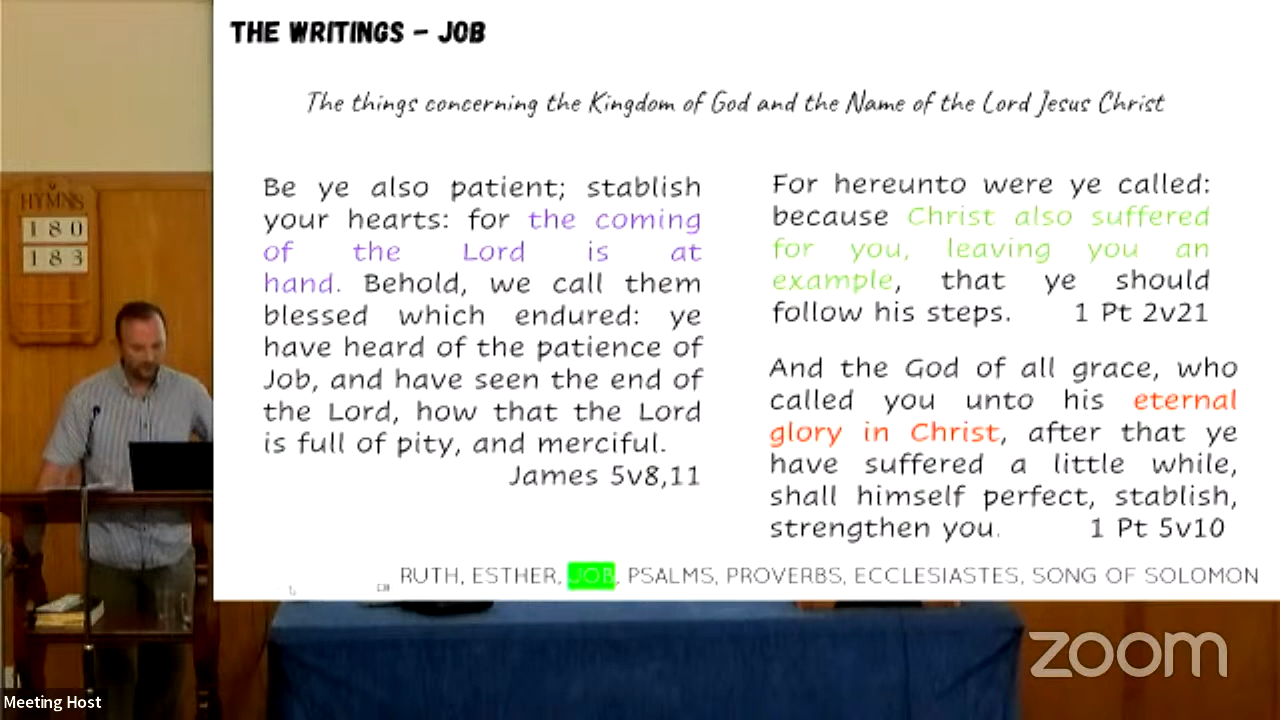 THE WRITINGS – JOB
The things concerning the Kingdom of God and the Name of the Lord Jesus Christ
HYMNS
180
183
Be ye also patient; stablish
your hearts: for the coming
of the Lord is at
hand. Behold, we call them
blessed which endured: ye
have heard of the patience of
Job, and have seen the end of
the Lord, how that the Lord
is full of pity, and merciful.
James 5v8,11
For hereunto were ye called:
because Christ also suffered
for you, leaving you an
example, that ye should
follow his steps. 1 Pt 2v21
And the God of all grace, who
called you unto his eternal
glory in Christ, after that ye
have suffered a little while,
shall himself perfect, stablish,
strengthen you. 1 Pt 5v10
RUTH, ESTHER, JOB, PSALMS, PROVERBS, ECCLESIASTES, SONG OF SOLOMON
zoom
Meeting Host